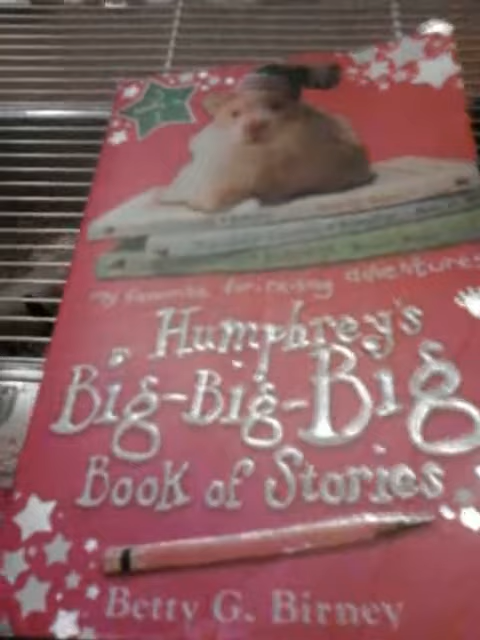 my favourite fur-raising adventures
Humphrey's
Big-Big-Big
Book of Stories
Betty G. Birney